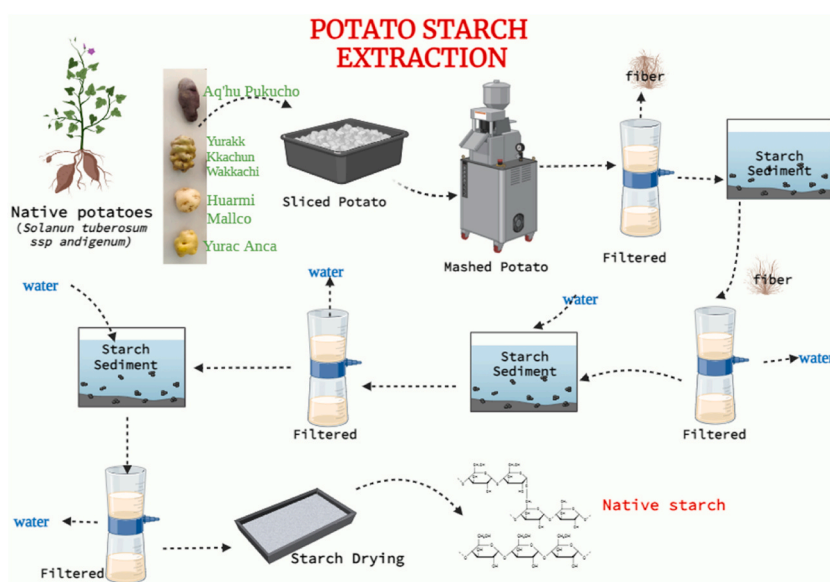 POTATO STARCH
EXTRACTION
fiber
Aq'hu Pukucho
Yurakk
Kkachun
Wakkachi
Huarmi
Mallco
Yurac Anca
Native potatoes
(Solanun tuberosum
ssp andigenum)
Sliced Potato
Mashed Potato
Filtered
Starch
Sediment
water
water
water
fiber
Starch
Sediment
Starch
Sediment
water
Filtered
Filtered
Filtered
water
Filtered
Starch Drying
Native starch